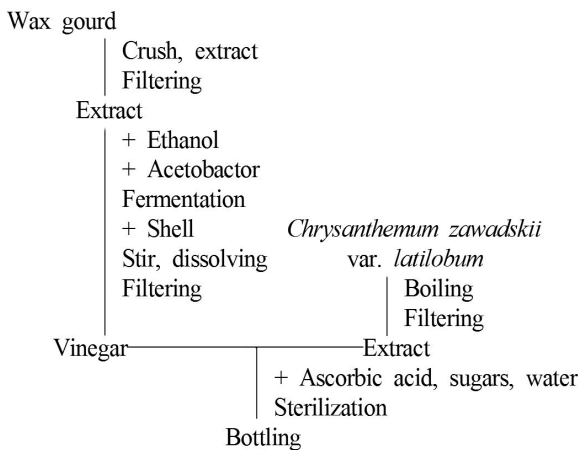 Wax gourd
Crush, extract
Filtering
Extract
+ Ethanol
+ Acetobactor
Fermentation
+ Shell
Stir, dissolving
Filtering
Chrysanthemum zawadskii
var. latilobum
Boiling
Filtering
Vinegar
Extract
+ Ascorbic acid, sugars, water
Sterilization
Bottling